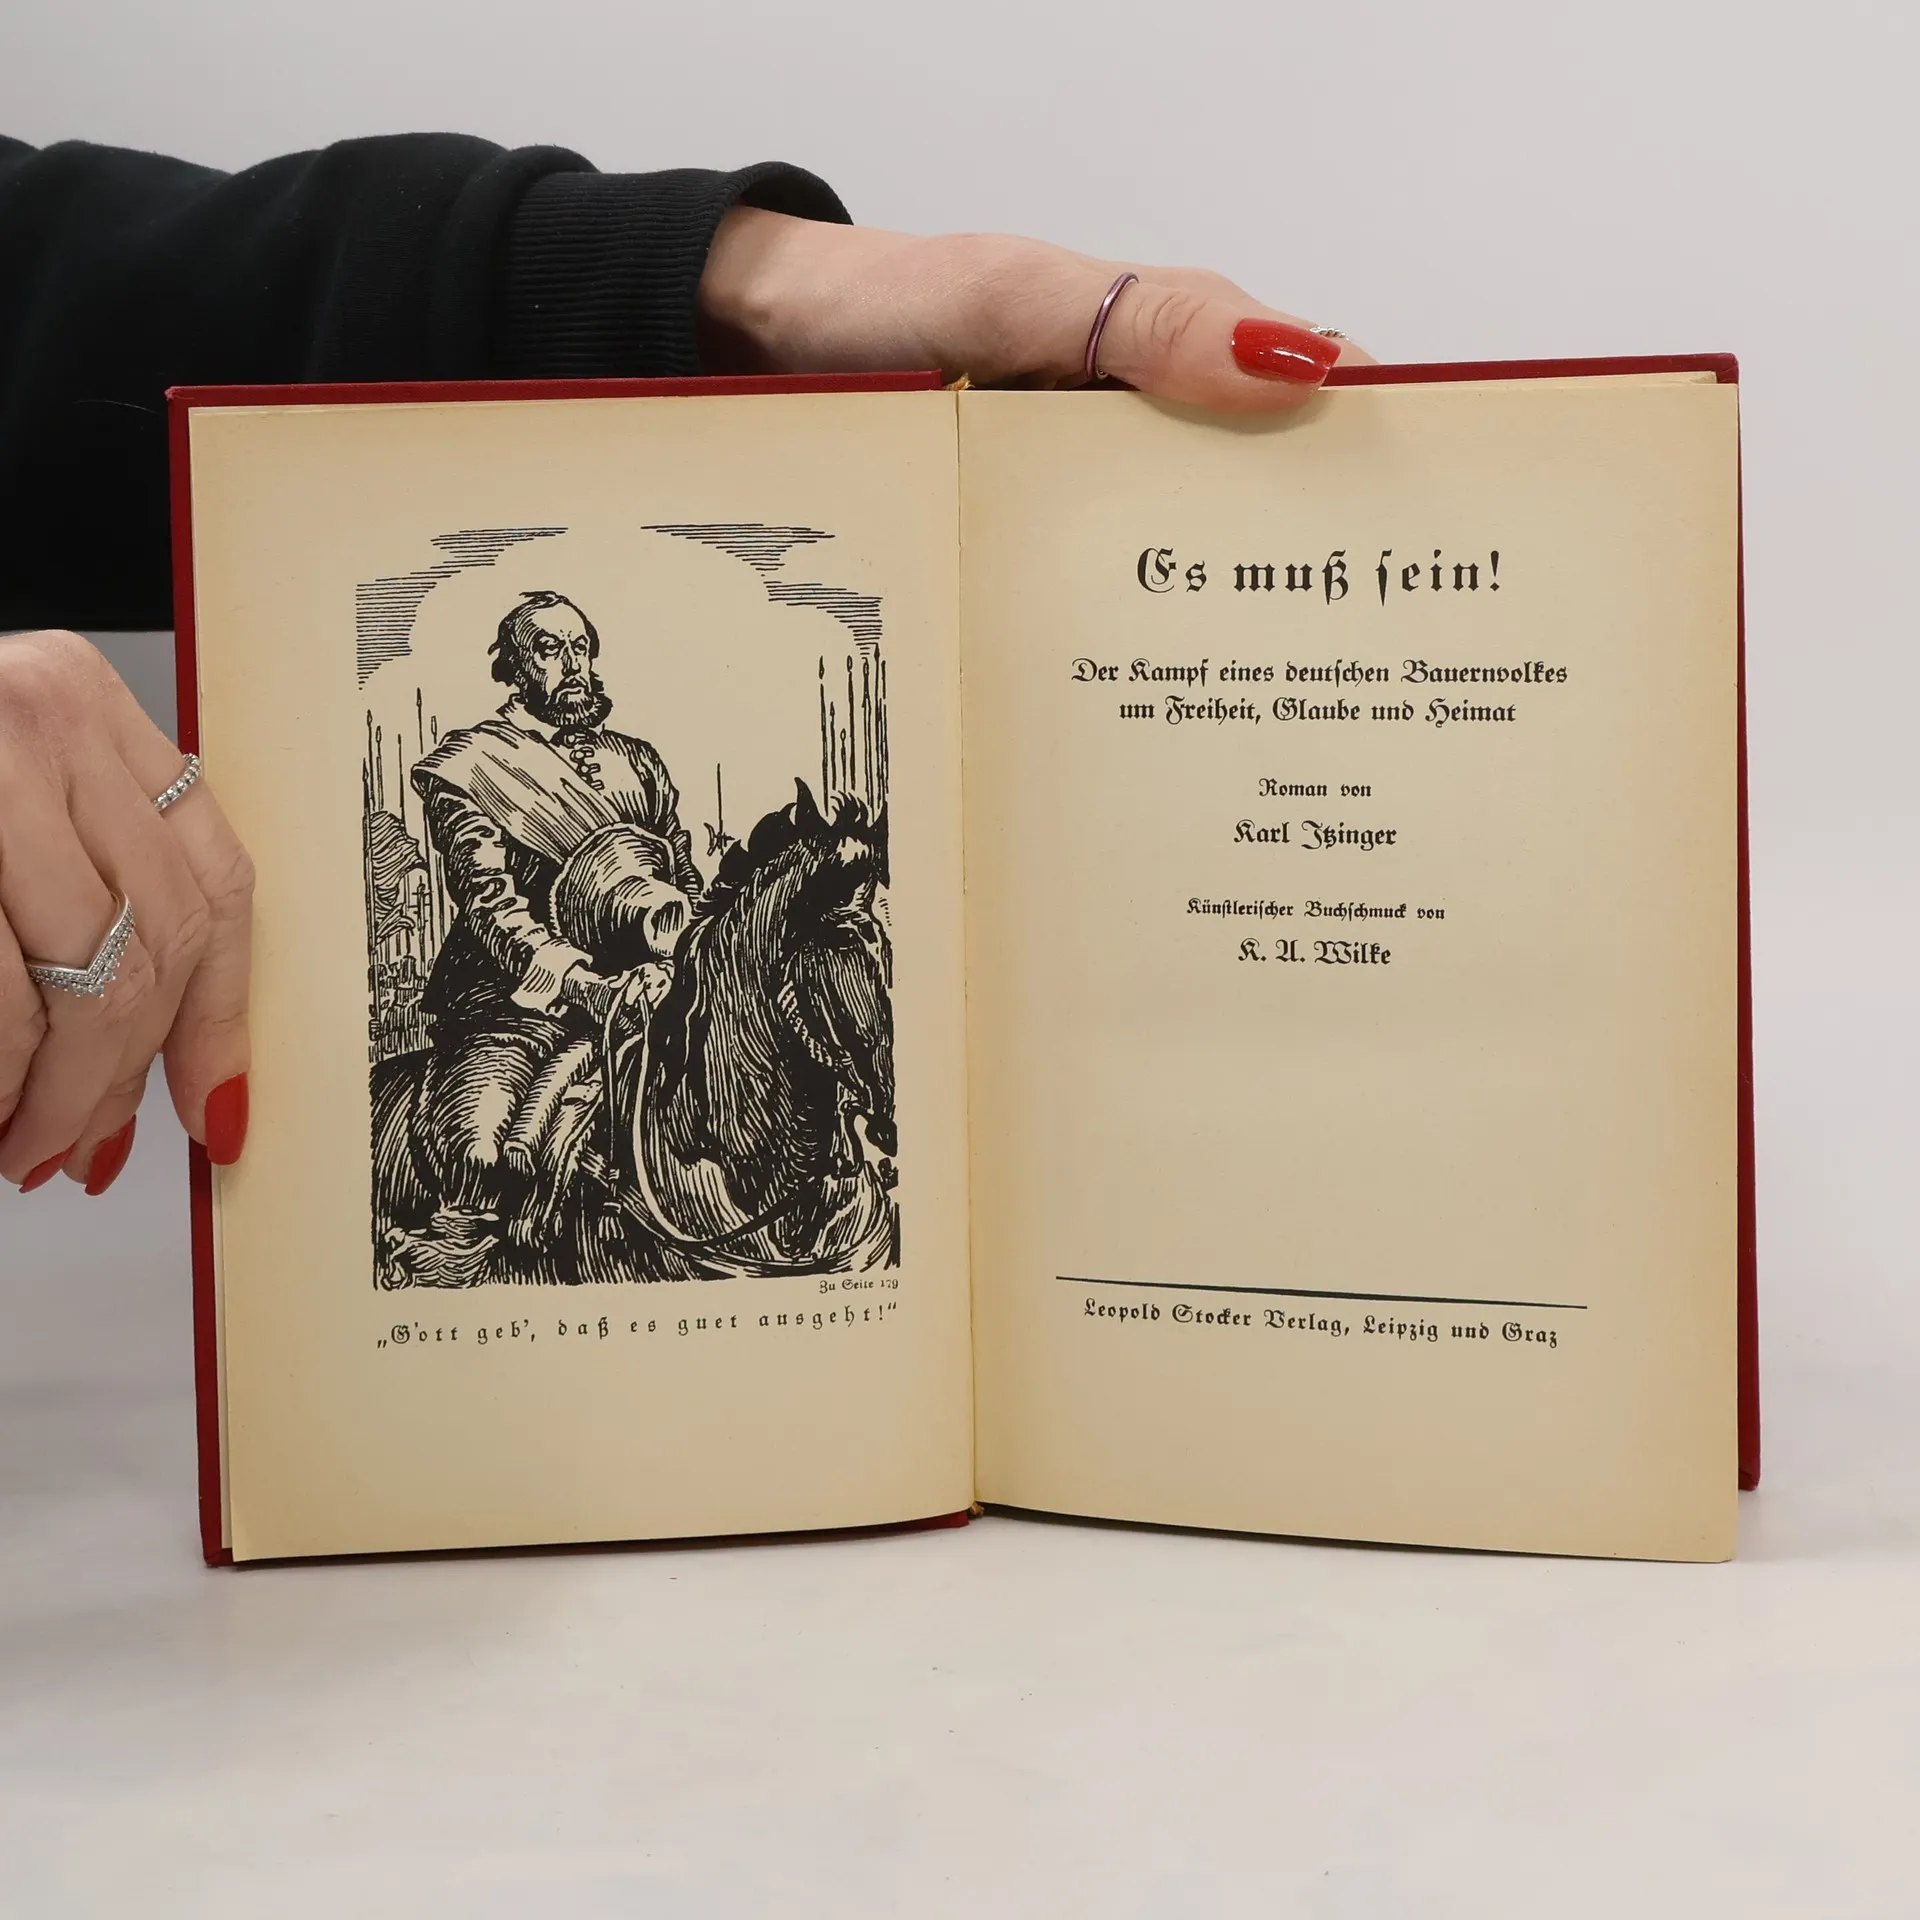 Zu Seite 179
„G'ott geb', daß es guet ausgeht!“
Es muß sein!
Der Kampf eines deutschen Bauernvolkes
um Freiheit, Glaube und Heimat
Roman von
Karl Itzinger
Künstlerischer Buchschmuck von
K. A. Wilke
Leopold Stocker Verlag, Leipzig und Graz